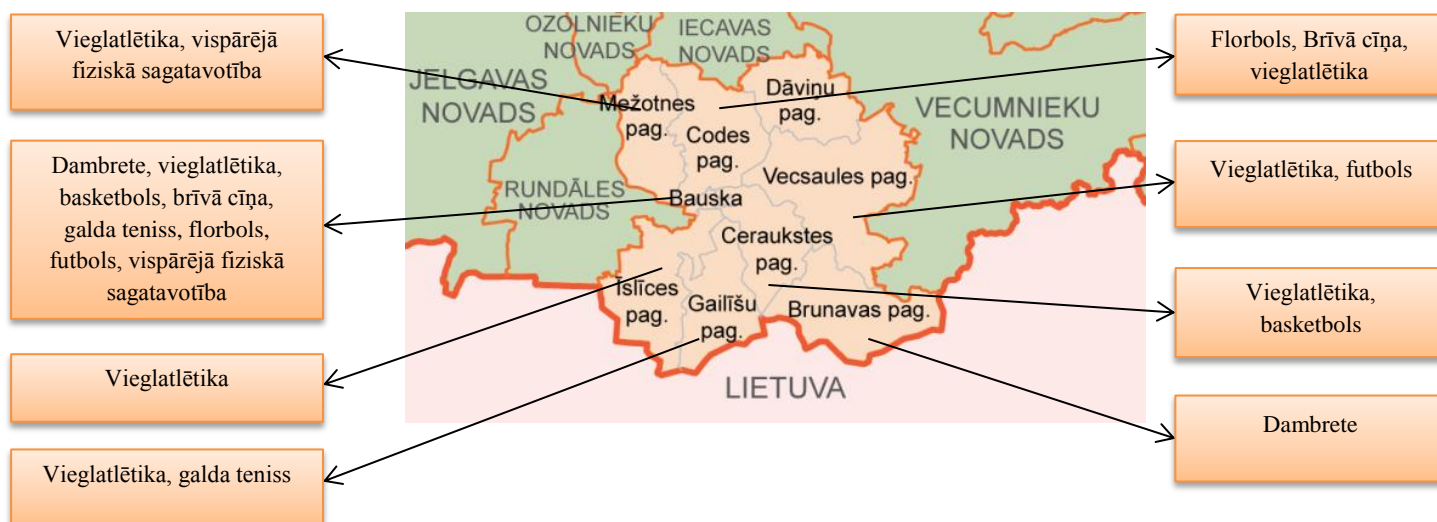 Vieglatlētika, vispārējā
fiziskā sagatavotība
Dambrete, vieglatlētika,
basketbols, brīvā cīņa,
galda teniss, florbols,
futbols, vispārējā fiziskā
sagatavotība
Vieglatlētika
Vieglatlētika, galda teniss
OZOLNIEKU
NOVADS
IECAVAS
NOVADS
JELGAVAS
NOVADS
Mežotnes
pag.
Dāviņu
pag.
VECUMNIEKU
NOVADS
Codes
pag.
Vecsaules pag.
RUNDĀLES
NOVADS
Bauska
Ceraukstes
pag.
Īslīces
pag.
Gailīšu
pag.
Brunavas pag.
LIETUVA
Florbols, Brīvā cīņa,
vieglatlētika
Vieglatlētika, futbols
Vieglatlētika,
basketbols
Dambrete